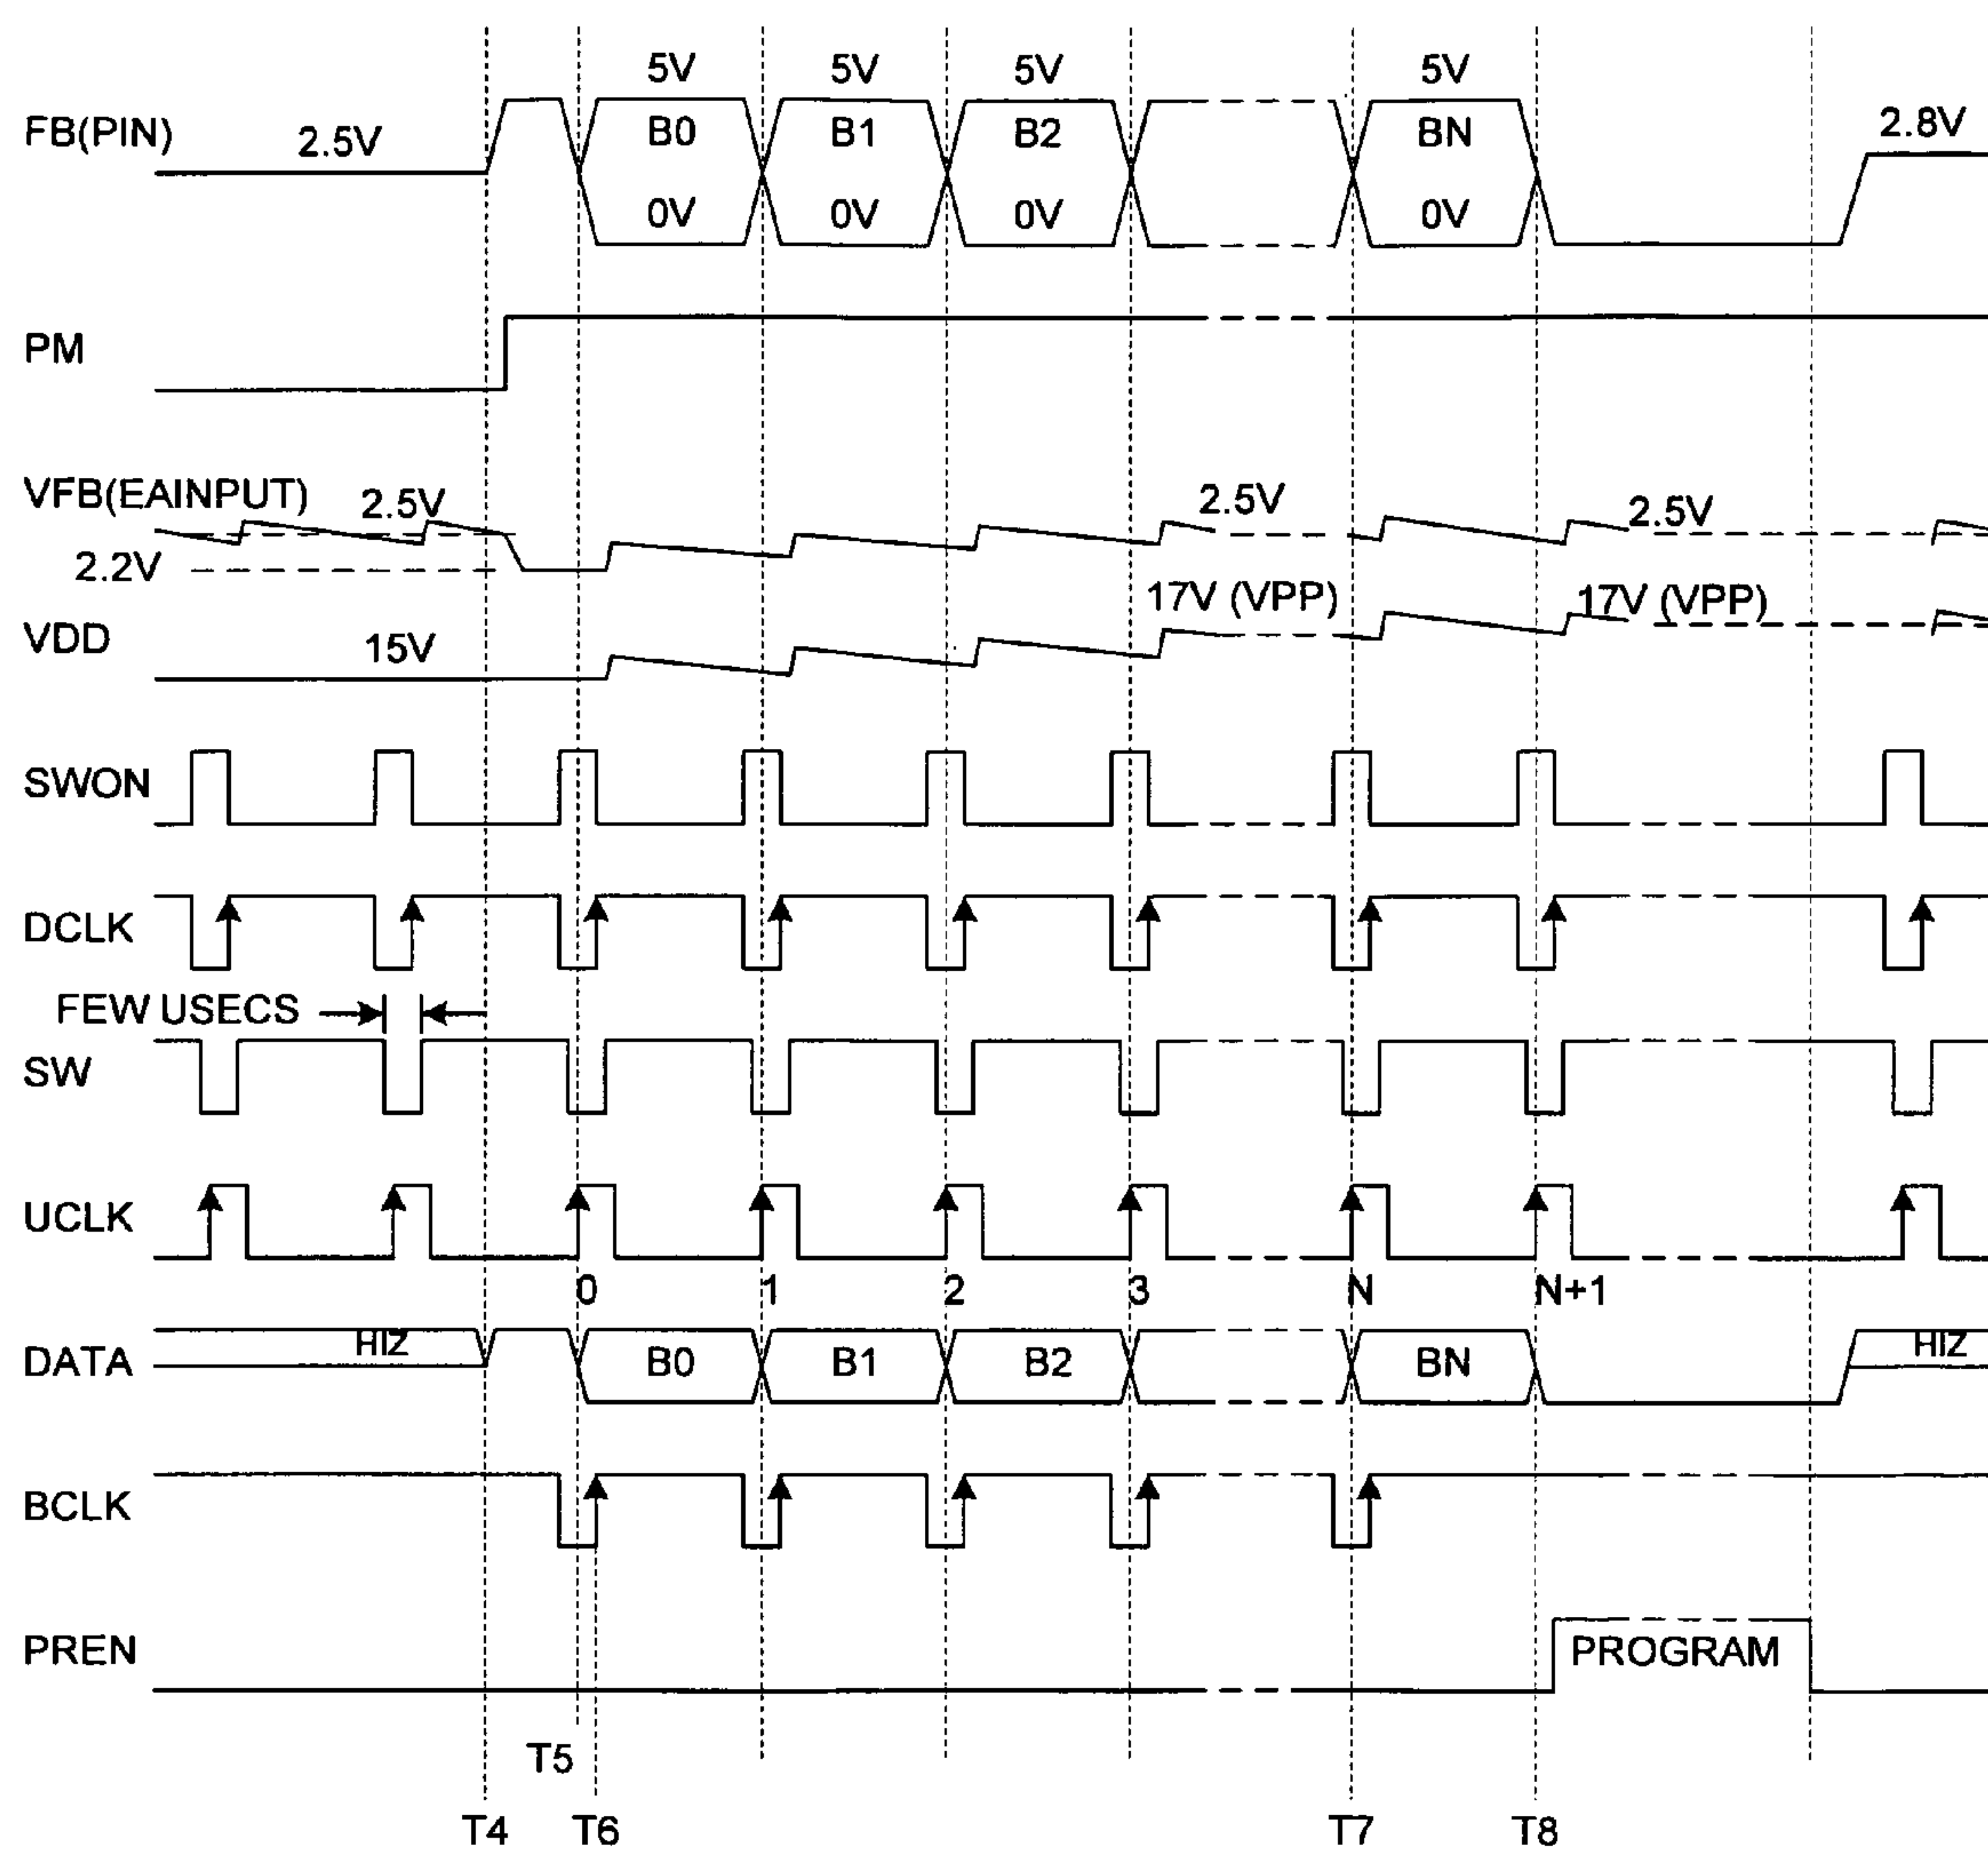 5V 5V 5V 5V
FB(PIN) 2.5V B0 B1 B2 BN 2.8V
0V 0V 0V 0V
PM
VFB(EAINPUT) 2.5V 2.5V 2.5V
2.2V
17V (VPP) 17V (VPP)
VDD 15V
SWON
DCLK
FEW USECS
SW
UCLK
0 1 2 3 N N+1
HIZ HIZ
DATA B0 B1 B2 BN
BCLK
PREN PROGRAM
T5
T4 T6 T7 T8